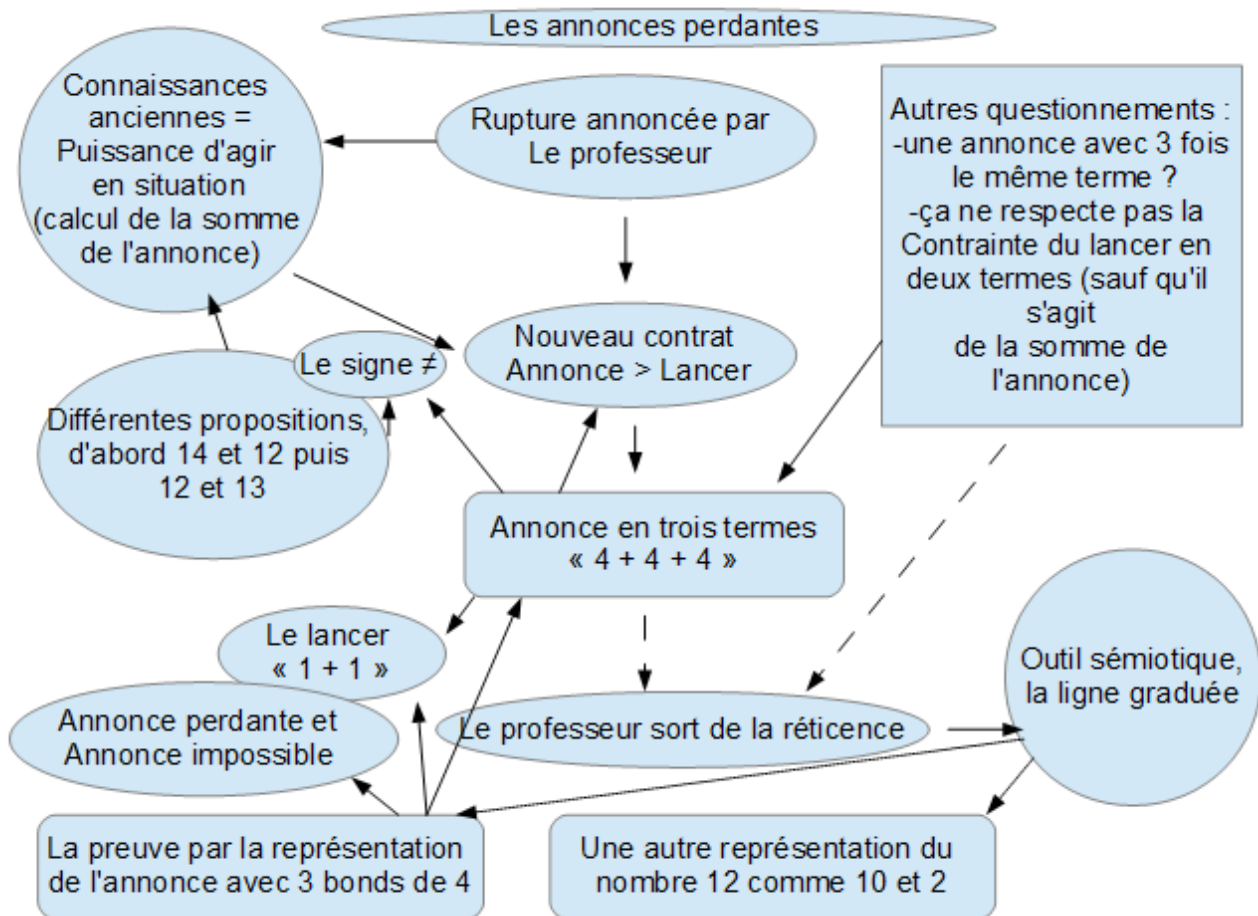 Les annonces perdantes
Connaissances
anciennes =
Puissance d'agir
en situation
(calcul de la somme
de l'annonce)
Rupture annoncée par
Le professeur
Autres questionnements :
-une annonce avec 3 fois
le même terme ?
-ça ne respecte pas la
Contrainte du lancer en
deux termes (sauf qu'il
s'agit
de la somme de
l'annonce)
Nouveau contrat
Annonce > Lancer
Le signe ≠
Différentes propositions,
d'abord 14 et 12 puis
12 et 13
Annonce en trois termes
« 4 + 4 + 4 »
Le lancer
« 1 + 1 »
Annonce perdante et
Annonce impossible
Le professeur sort de la réticence
Outil sémiotique,
la ligne graduée
La preuve par la représentation
de l'annonce avec 3 bonds de 4
Une autre représentation du
nombre 12 comme 10 et 2